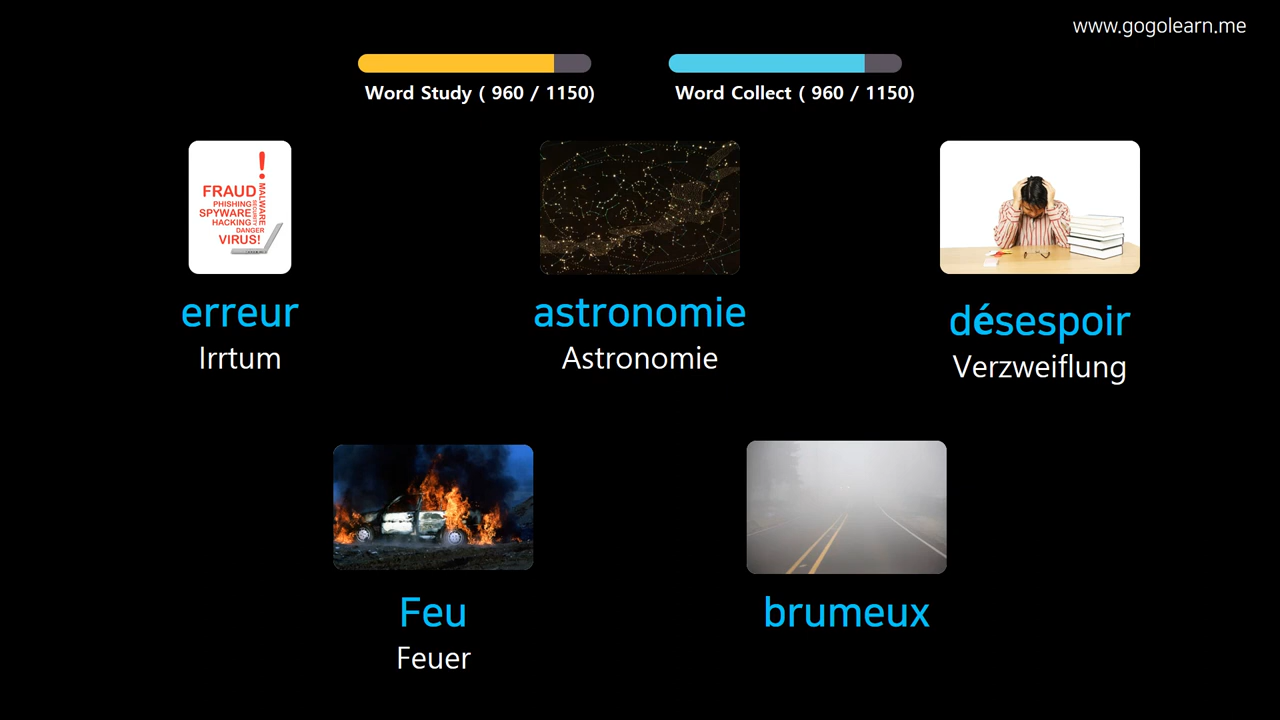 www.gogolearn.me
Word Study ( 960 / 1150)
Word Collect ( 960 / 1150)
!
FRAUD
MALWARE
PHISHING
SECURITY
SPYWARE
HACKING
DANGER
VIRUS!
erreur
Irrtum
astronomie
Astronomie
désespoir
Verzweiflung
Feu
Feuer
brumeux